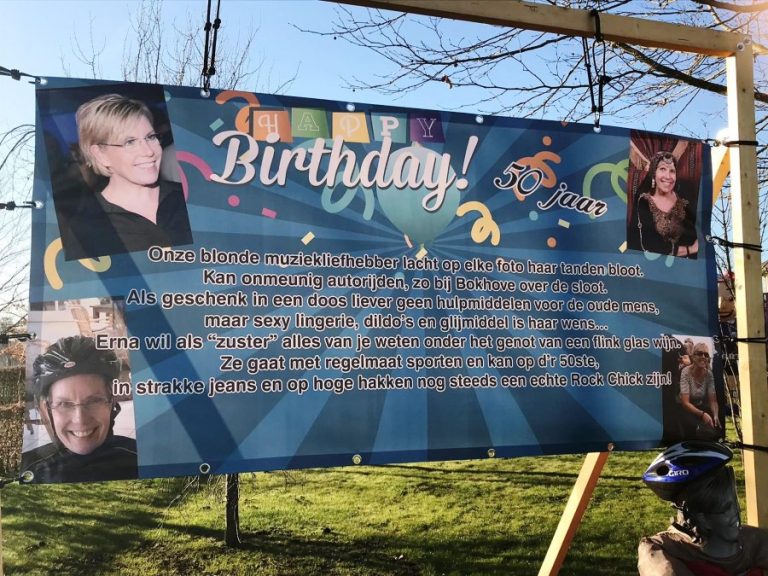 HAPPY
Birthday!
50 jaar
Onze blonde muziekliefhebber lacht op elke foto haar tanden bloot.
Kan onmeunig autorijden, zo bij Bokhove over de sloot.
Als geschenk in een doos liever geen hulpmiddelen voor de oude mens,
maar sexy lingerie, dildo's en glijmiddel is haar wens...
Erna wil als "zuster" alles van je weten onder het genot van een flink glas wijn.
Ze gaat met regelmaat sporten en kan op d'r 50ste,
in strakke jeans en op hoge hakken nog steeds een echte Rock Chick zijn!
GIRO